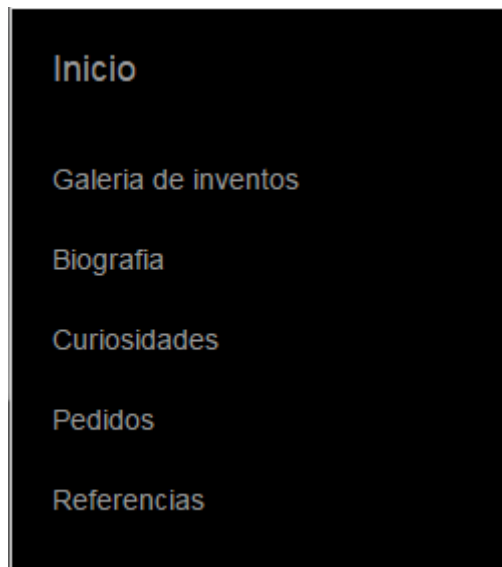 Inicio
Galeria de inventos
Biografia
Curiosidades
Pedidos
Referencias